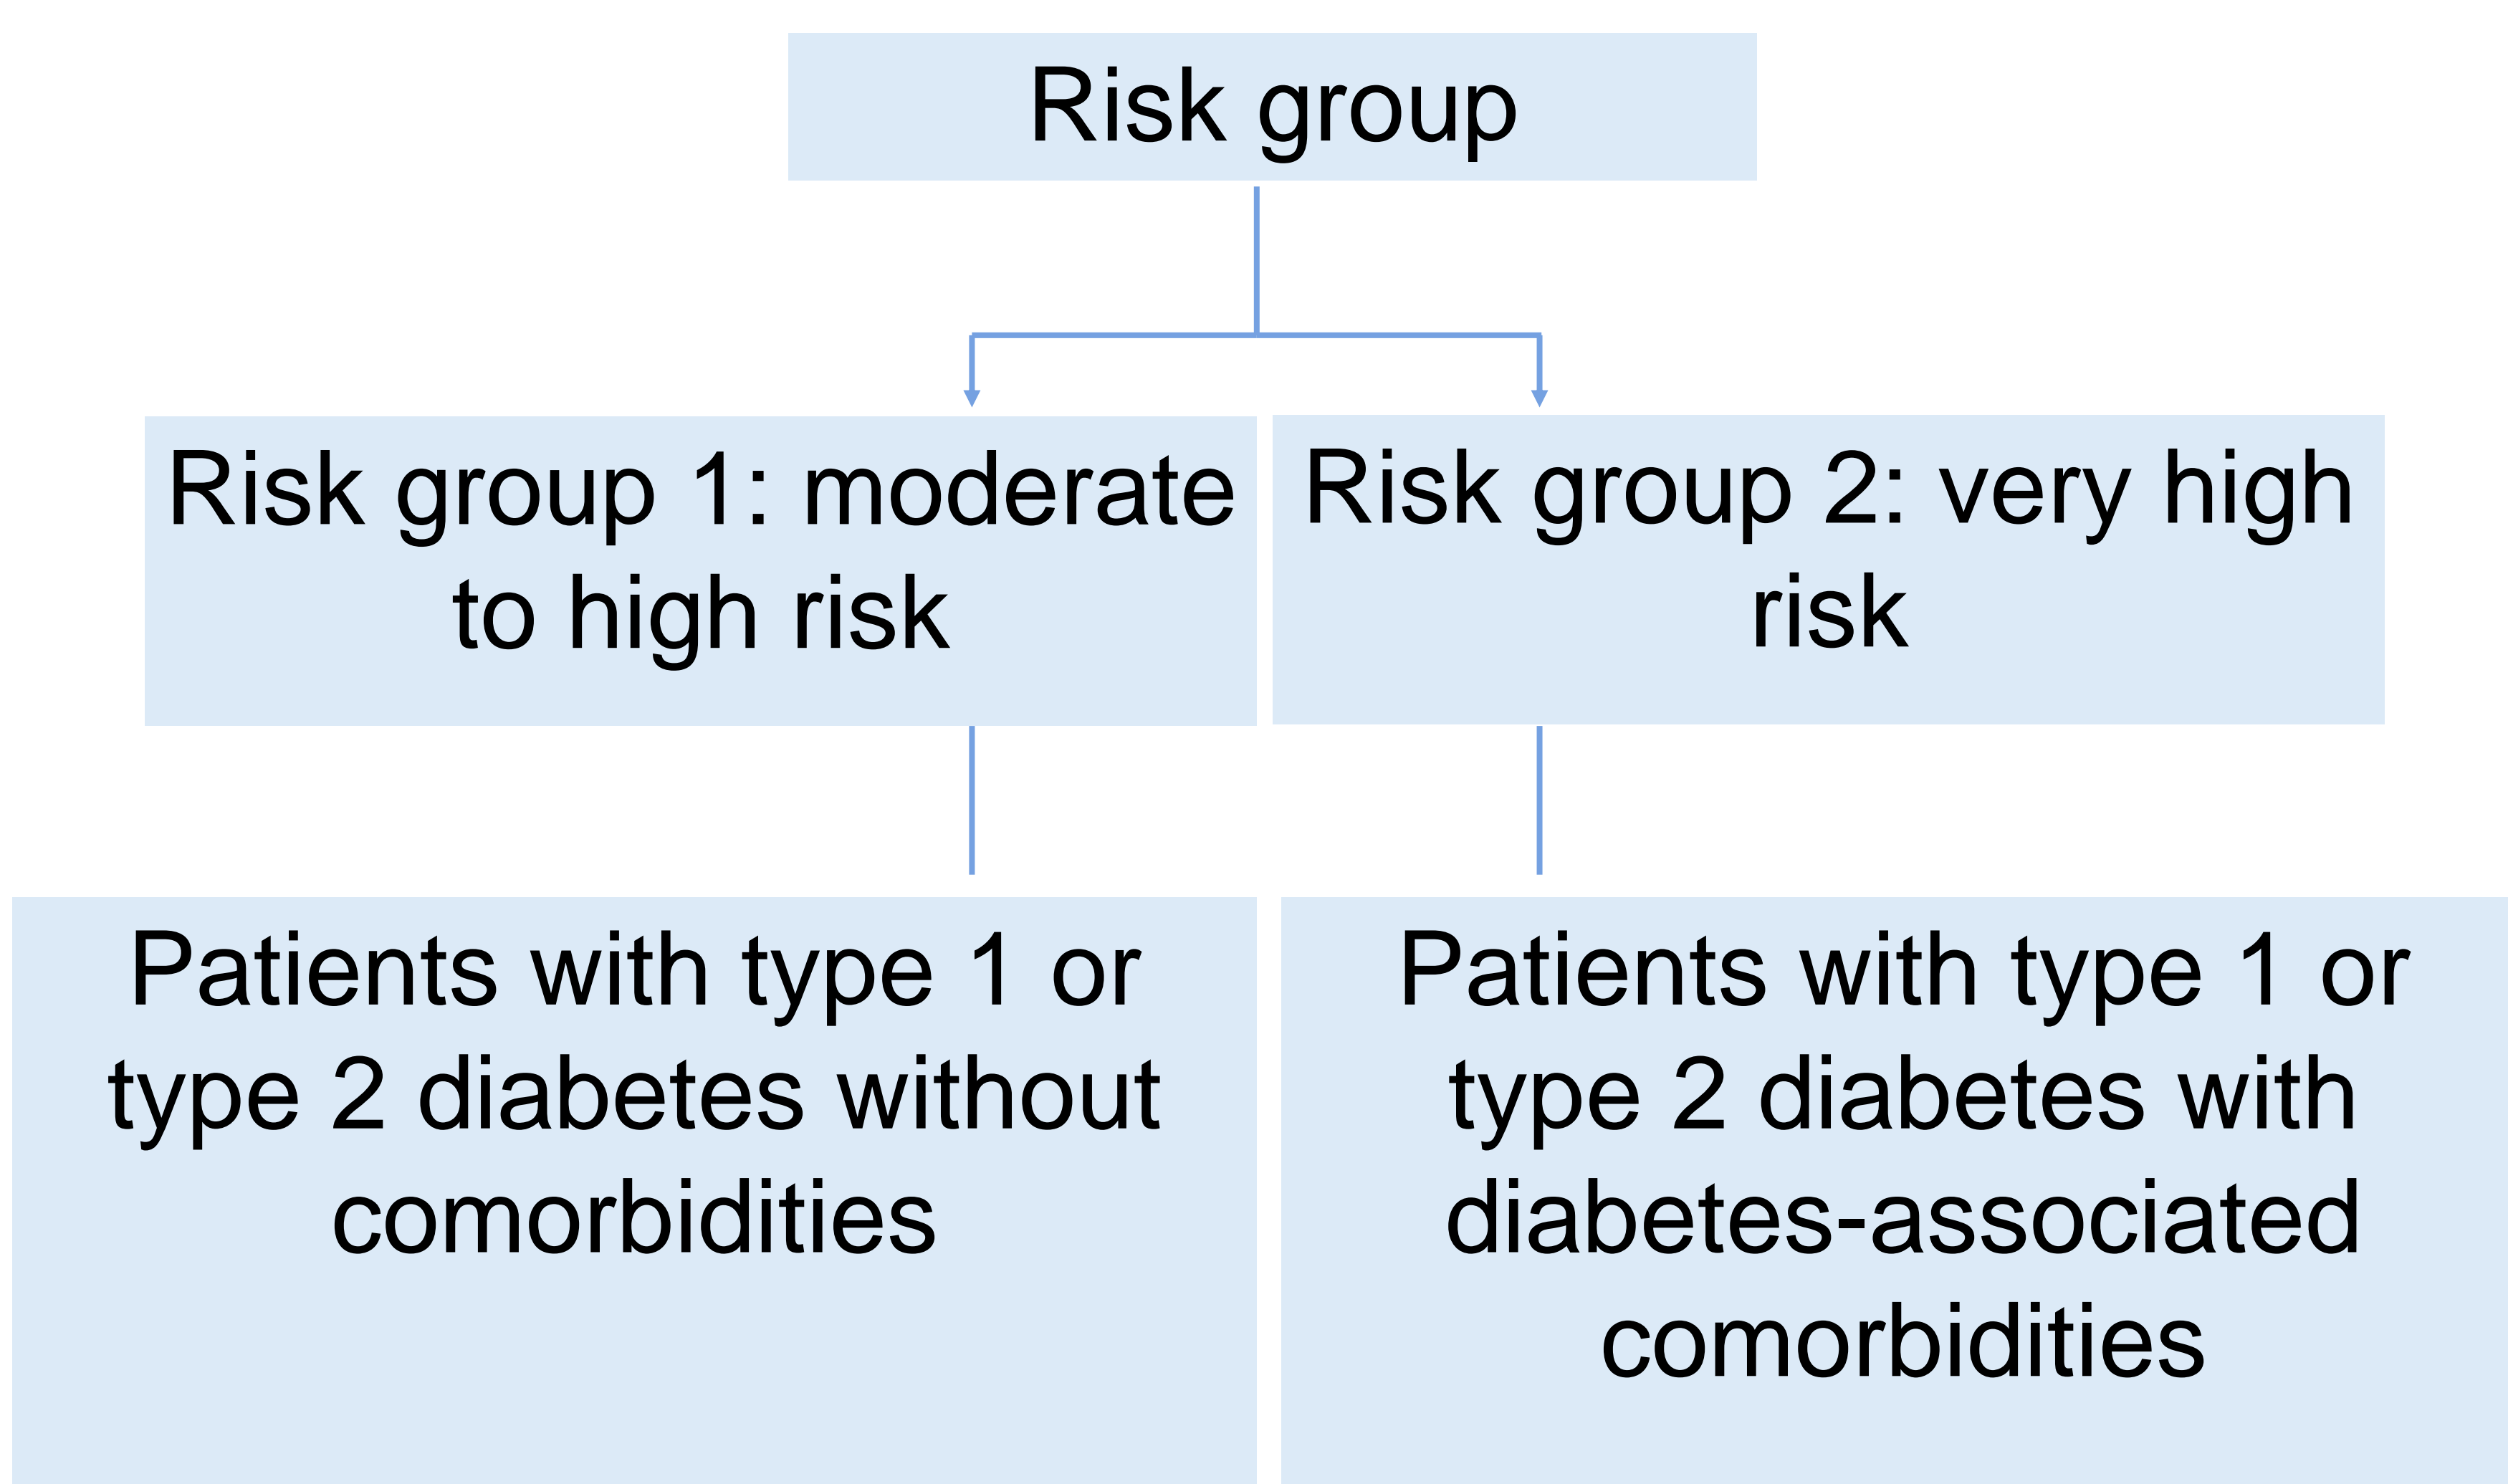 Risk group
Risk group 1: moderate
to high risk
Risk group 2: very high
risk
Patients with type 1 or
type 2 diabetes without
comorbidities
Patients with type 1 or
type 2 diabetes with
diabetes-associated
comorbidities